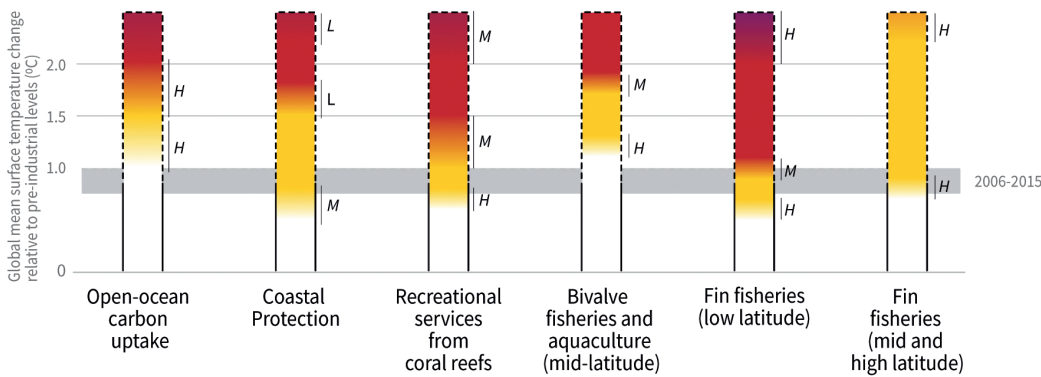 Global mean surface temperature change
relative to pre-industrial levels (ºC)
2.0
1.5
1.0
0
H
H
L
L
M
M
M
H
M
H
H
M
H
H
H
2006-2015
Open-ocean
carbon
uptake
Coastal
Protection
Recreational
services
from
coral reefs
Bivalve
fisheries and
aquaculture
(mid-latitude)
Fin fisheries
(low latitude)
Fin
fisheries
(mid and
high latitude)